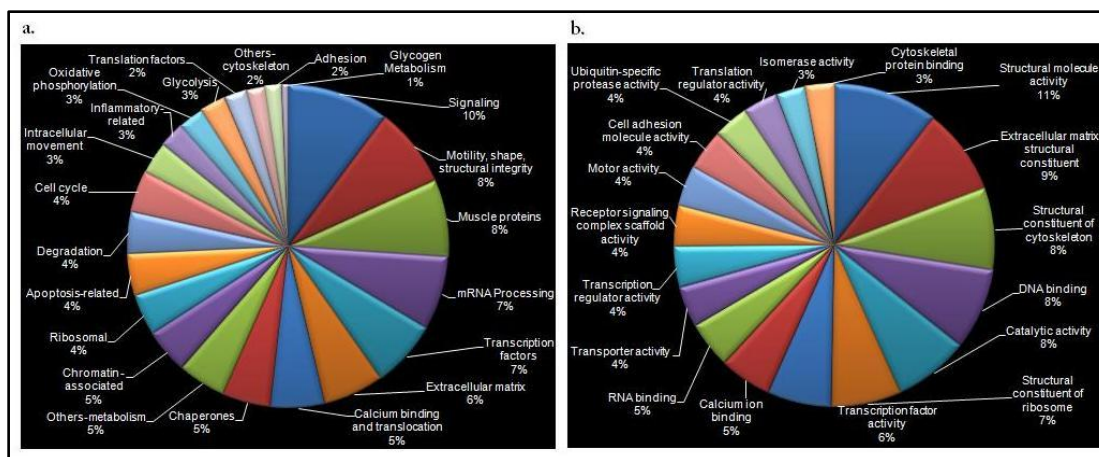 a.
Signaling
10%
Motility, shape,
structural integrity
8%
Muscle proteins
8%
mRNA Processing
7%
Transcription
factors
7%
Extracellular matrix
6%
Calcium binding
and translocation
5%
Chaperones
5%
Others-metabolism
5%
Chromatin-
associated
5%
Ribosomal
4%
Apoptosis-related
4%
Degradation
4%
Cell cycle
4%
Intracellular
movement
3%
Inflammatory-
related
3%
Oxidative
phosphorylation
3%
Glycolysis
3%
Translation factors
2%
Others-
cytoskeleton
2%
Adhesion
2%
Glycogen
Metabolism
1%
b.
Structural molecule
activity
11%
Extracellular matrix
structural
constituent
9%
Structural
constituent of
cytoskeleton
8%
DNA binding
8%
Catalytic activity
8%
Structural
constituent of
ribosome
7%
Transcription factor
activity
6%
Calcium ion
binding
5%
RNA binding
5%
Transporter activity
4%
Transcription
regulator activity
4%
Receptor signaling
complex scaffold
activity
4%
Motor activity
4%
Cell adhesion
molecule activity
4%
Ubiquitin-specific
protease activity
4%
Translation
regulator activity
4%
Isomerase activity
3%
Cytoskeletal
protein binding
3%